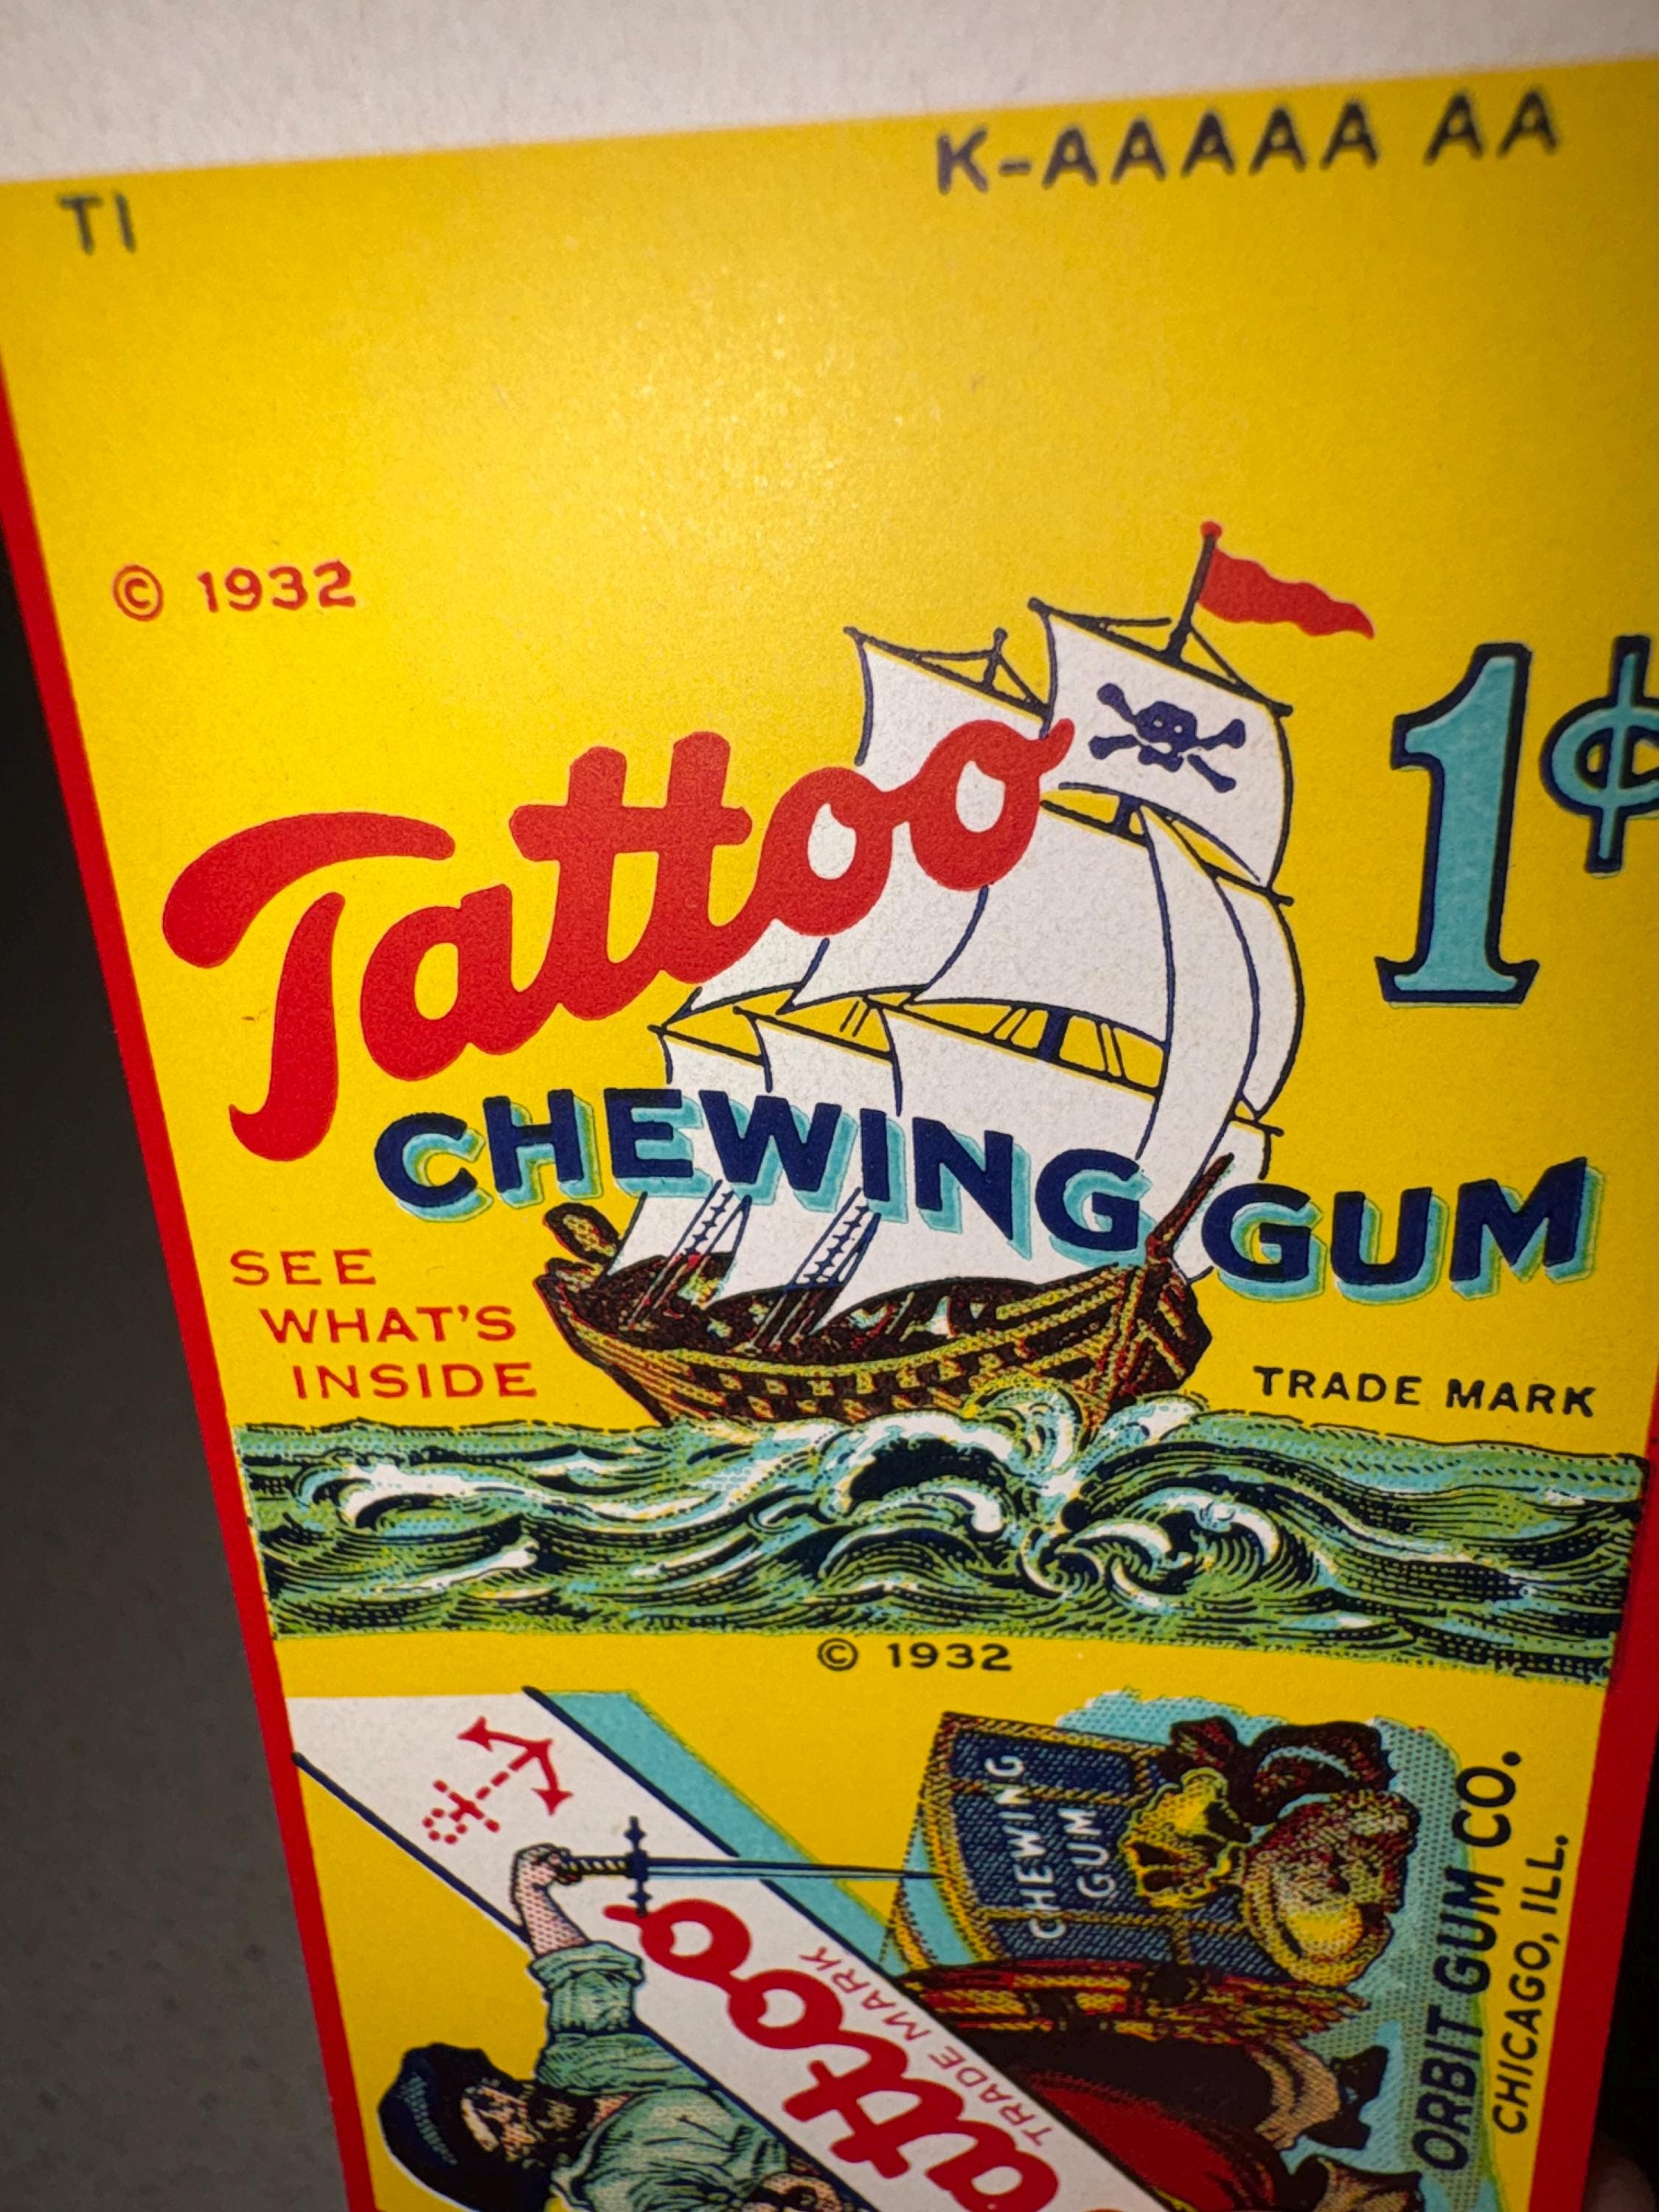 TI
K-AAAAA AA
© 1932
1¢
Tattoo
CHEWING GUM
SEE
WHAT'S
INSIDE
TRADE MARK
© 1932
CHEWING
GUM
TRADE MARK
ORBIT GUM CO.
CHICAGO, ILL.